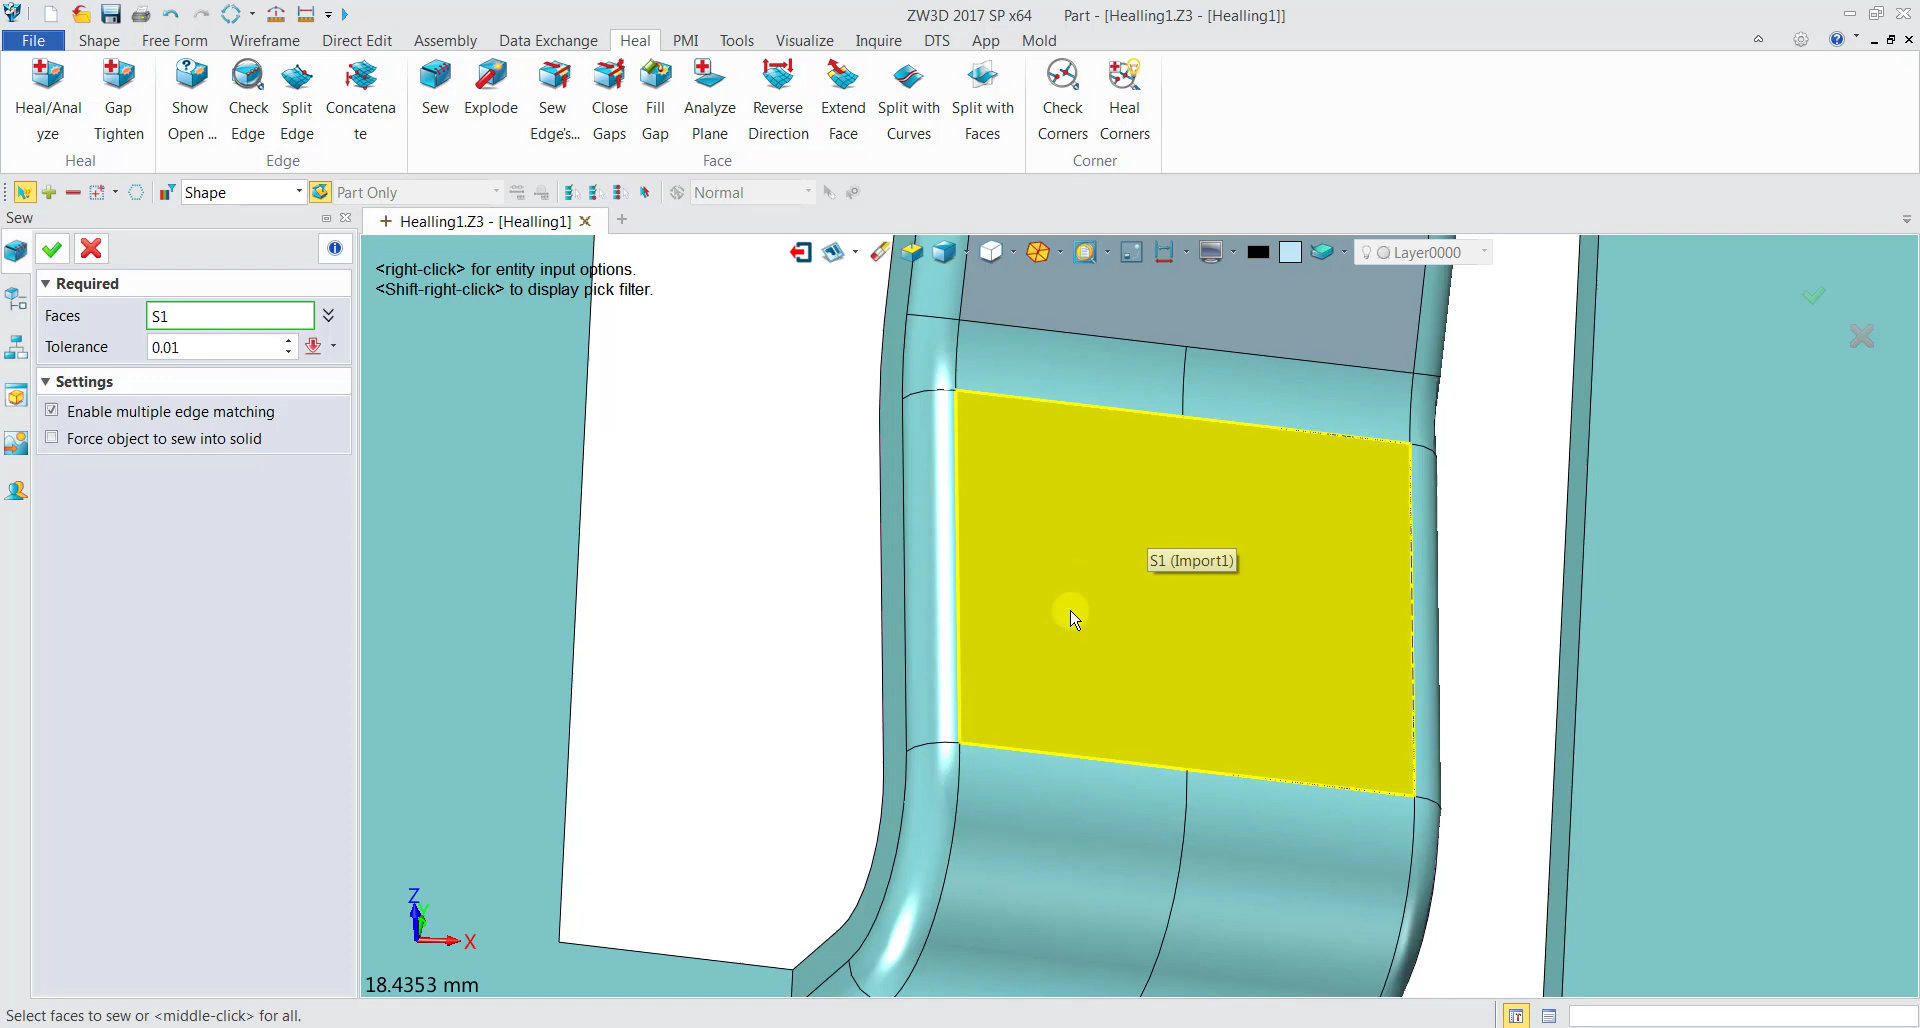 ZW3D 2017 SP x64 Part - [Healling1.Z3 - [Healling1]]
File Shape Free Form Wireframe Direct Edit Assembly Data Exchange Heal PMI Tools Visualize Inquire DTS App Mold
Heal/Anal Gap Show Check Split Concatena Sew Explode Sew Close Fill Analyze Reverse Extend Split with Split with Check Heal
yze Tighten Open ... Edge Edge te Edge's... Gaps Gap Plane Direction Face Curves Faces Corners Corners
Heal Edge Face Corner
Shape Part Only Normal
Sew Healling1.Z3 - [Healling1]
<right-click> for entity input options.
<Shift-right-click> to display pick filter.
Layer0000
Required
Faces S1
Tolerance 0.01
Settings
Enable multiple edge matching
Force object to sew into solid
S1 (Import1)
Z
Y
X
18.4353 mm
Select faces to sew or <middle-click> for all.